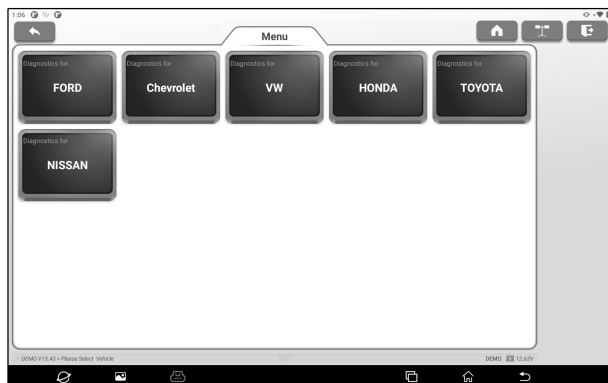 1:06
Menu
Diagnostics for
FORD
Diagnostics for
Chevrolet
Diagnostics for
VW
Diagnostics for
HONDA
Diagnostics for
TOYOTA
Diagnostics for
NISSAN
DEMO V15.43 > Please Select Vehicle
DEMO 12.63V